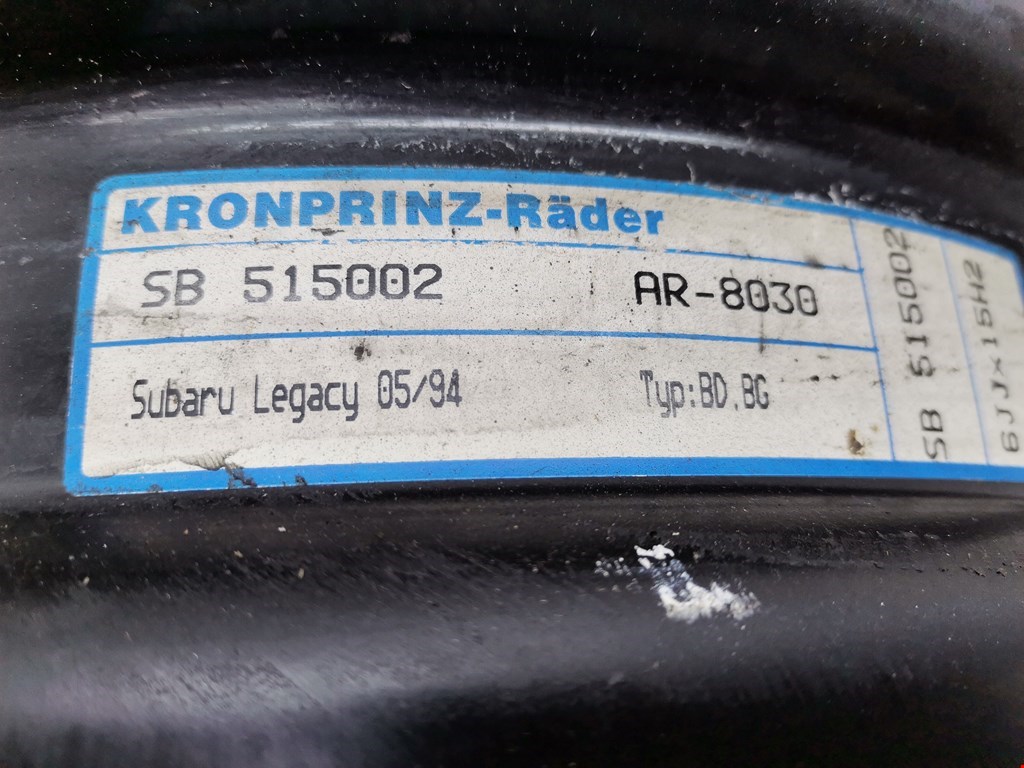 KRONPRINZ-Räder
SB 515002 AR-8030
Subaru Legacy 05/94 Typ:BD,BG
SB 515002
6JJx15H2